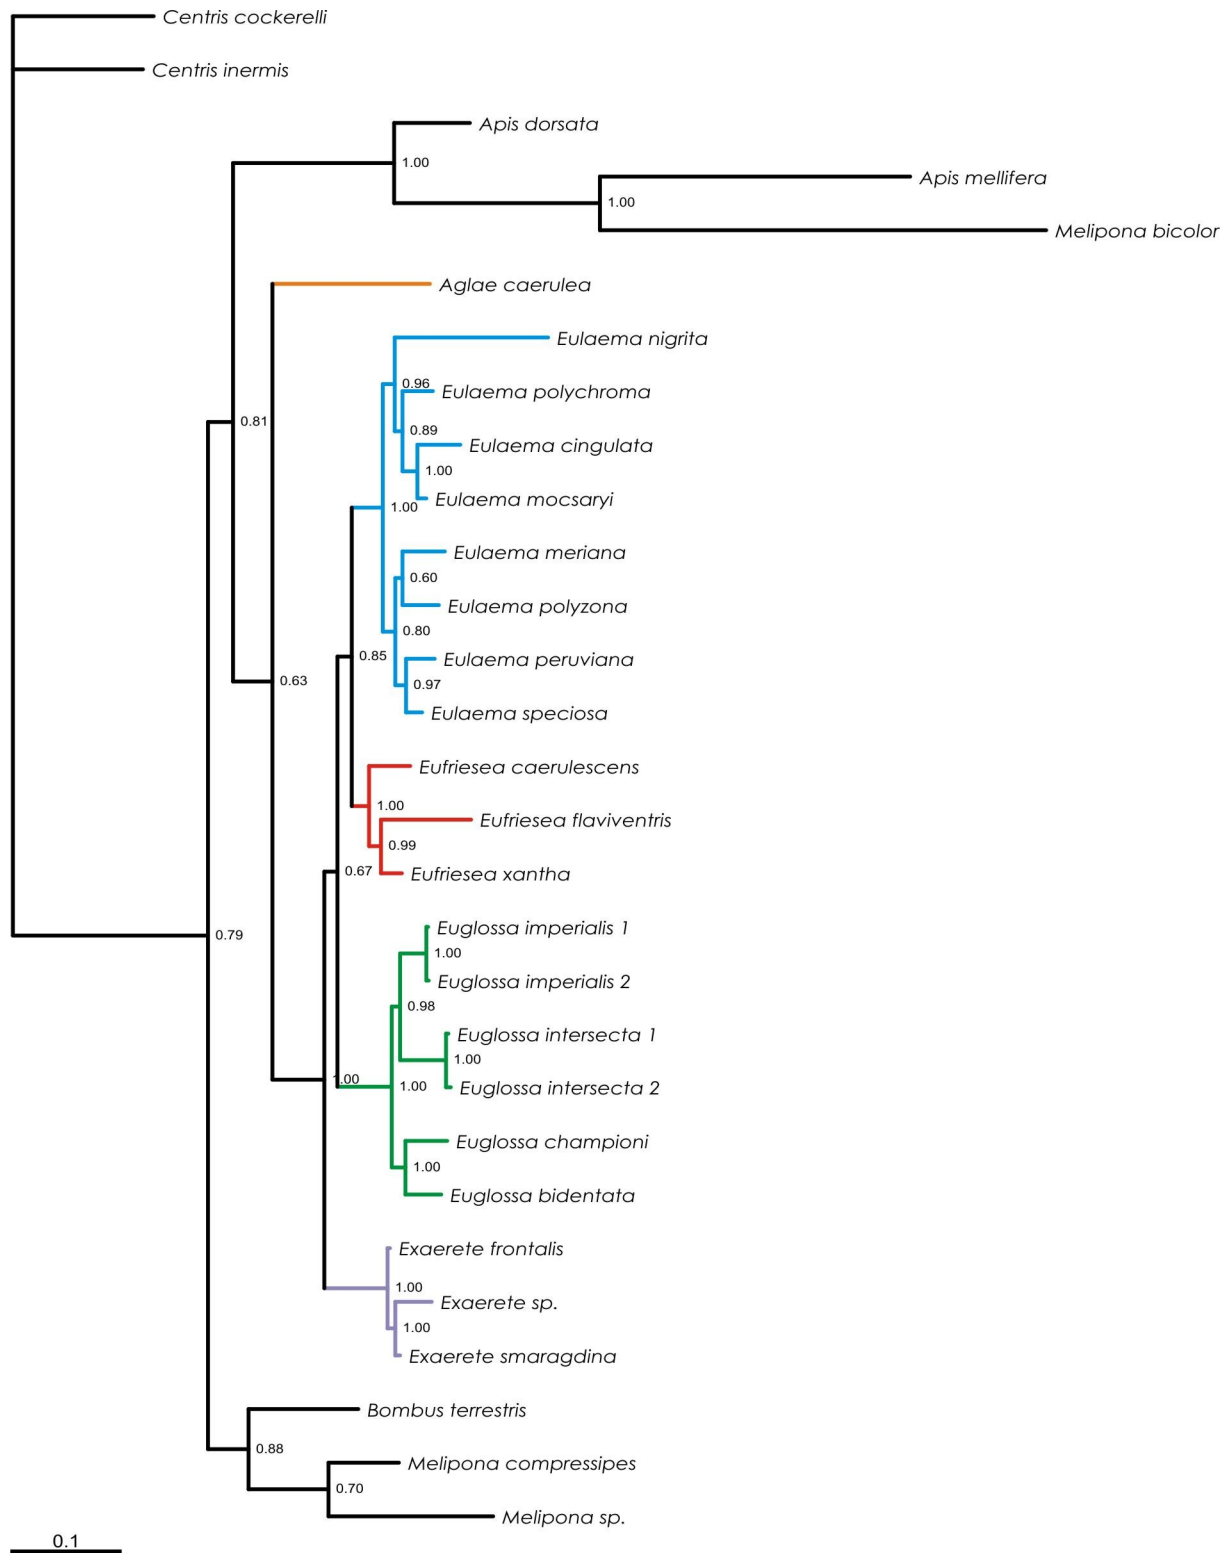 Centris cockerelli
Centris inermis
Apis dorsata
1.00
Apis mellifera
1.00
Melipona bicolor
Aglae caerulea
Eulaema nigrita
0.96
Eulaema polychroma
0.81
0.89
Eulaema cingulata
1.00
Eulaema mocsaryi
1.00
Eulaema meriana
0.60
Eulaema polyzona
0.80
0.85
Eulaema peruviana
0.63
0.97
Eulaema speciosa
Eufriesea caerulescens
1.00
Eufriesea flaviventris
0.99
0.67
Eufriesea xantha
Euglossa imperialis 1
0.79
1.00
Euglossa imperialis 2
0.98
Euglossa intersecta 1
1.00
1.00
1.00
Euglossa intersecta 2
Euglossa championi
1.00
Euglossa bidentata
Exaerete frontalis
1.00
Exaerete sp.
1.00
Exaerete smaragdina
Bombus terrestris
0.88
Melipona compressipes
0.70
Melipona sp.
0.1